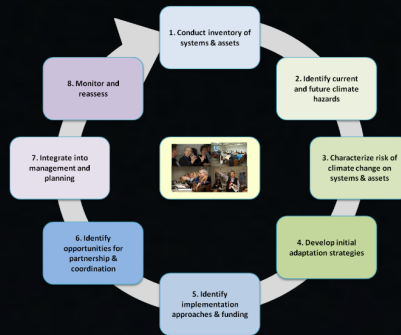 1. Conduct inventory of
systems & assets
2. Identify current
and future climate
hazards
3. Characterize risk of
climate change on
systems & assets
4. Develop initial
adaptation strategies
5. Identify
implementation
approaches & funding
6. Identify
opportunities for
partnership &
coordination
7. Integrate into
management and
planning
8. Monitor and
reassess